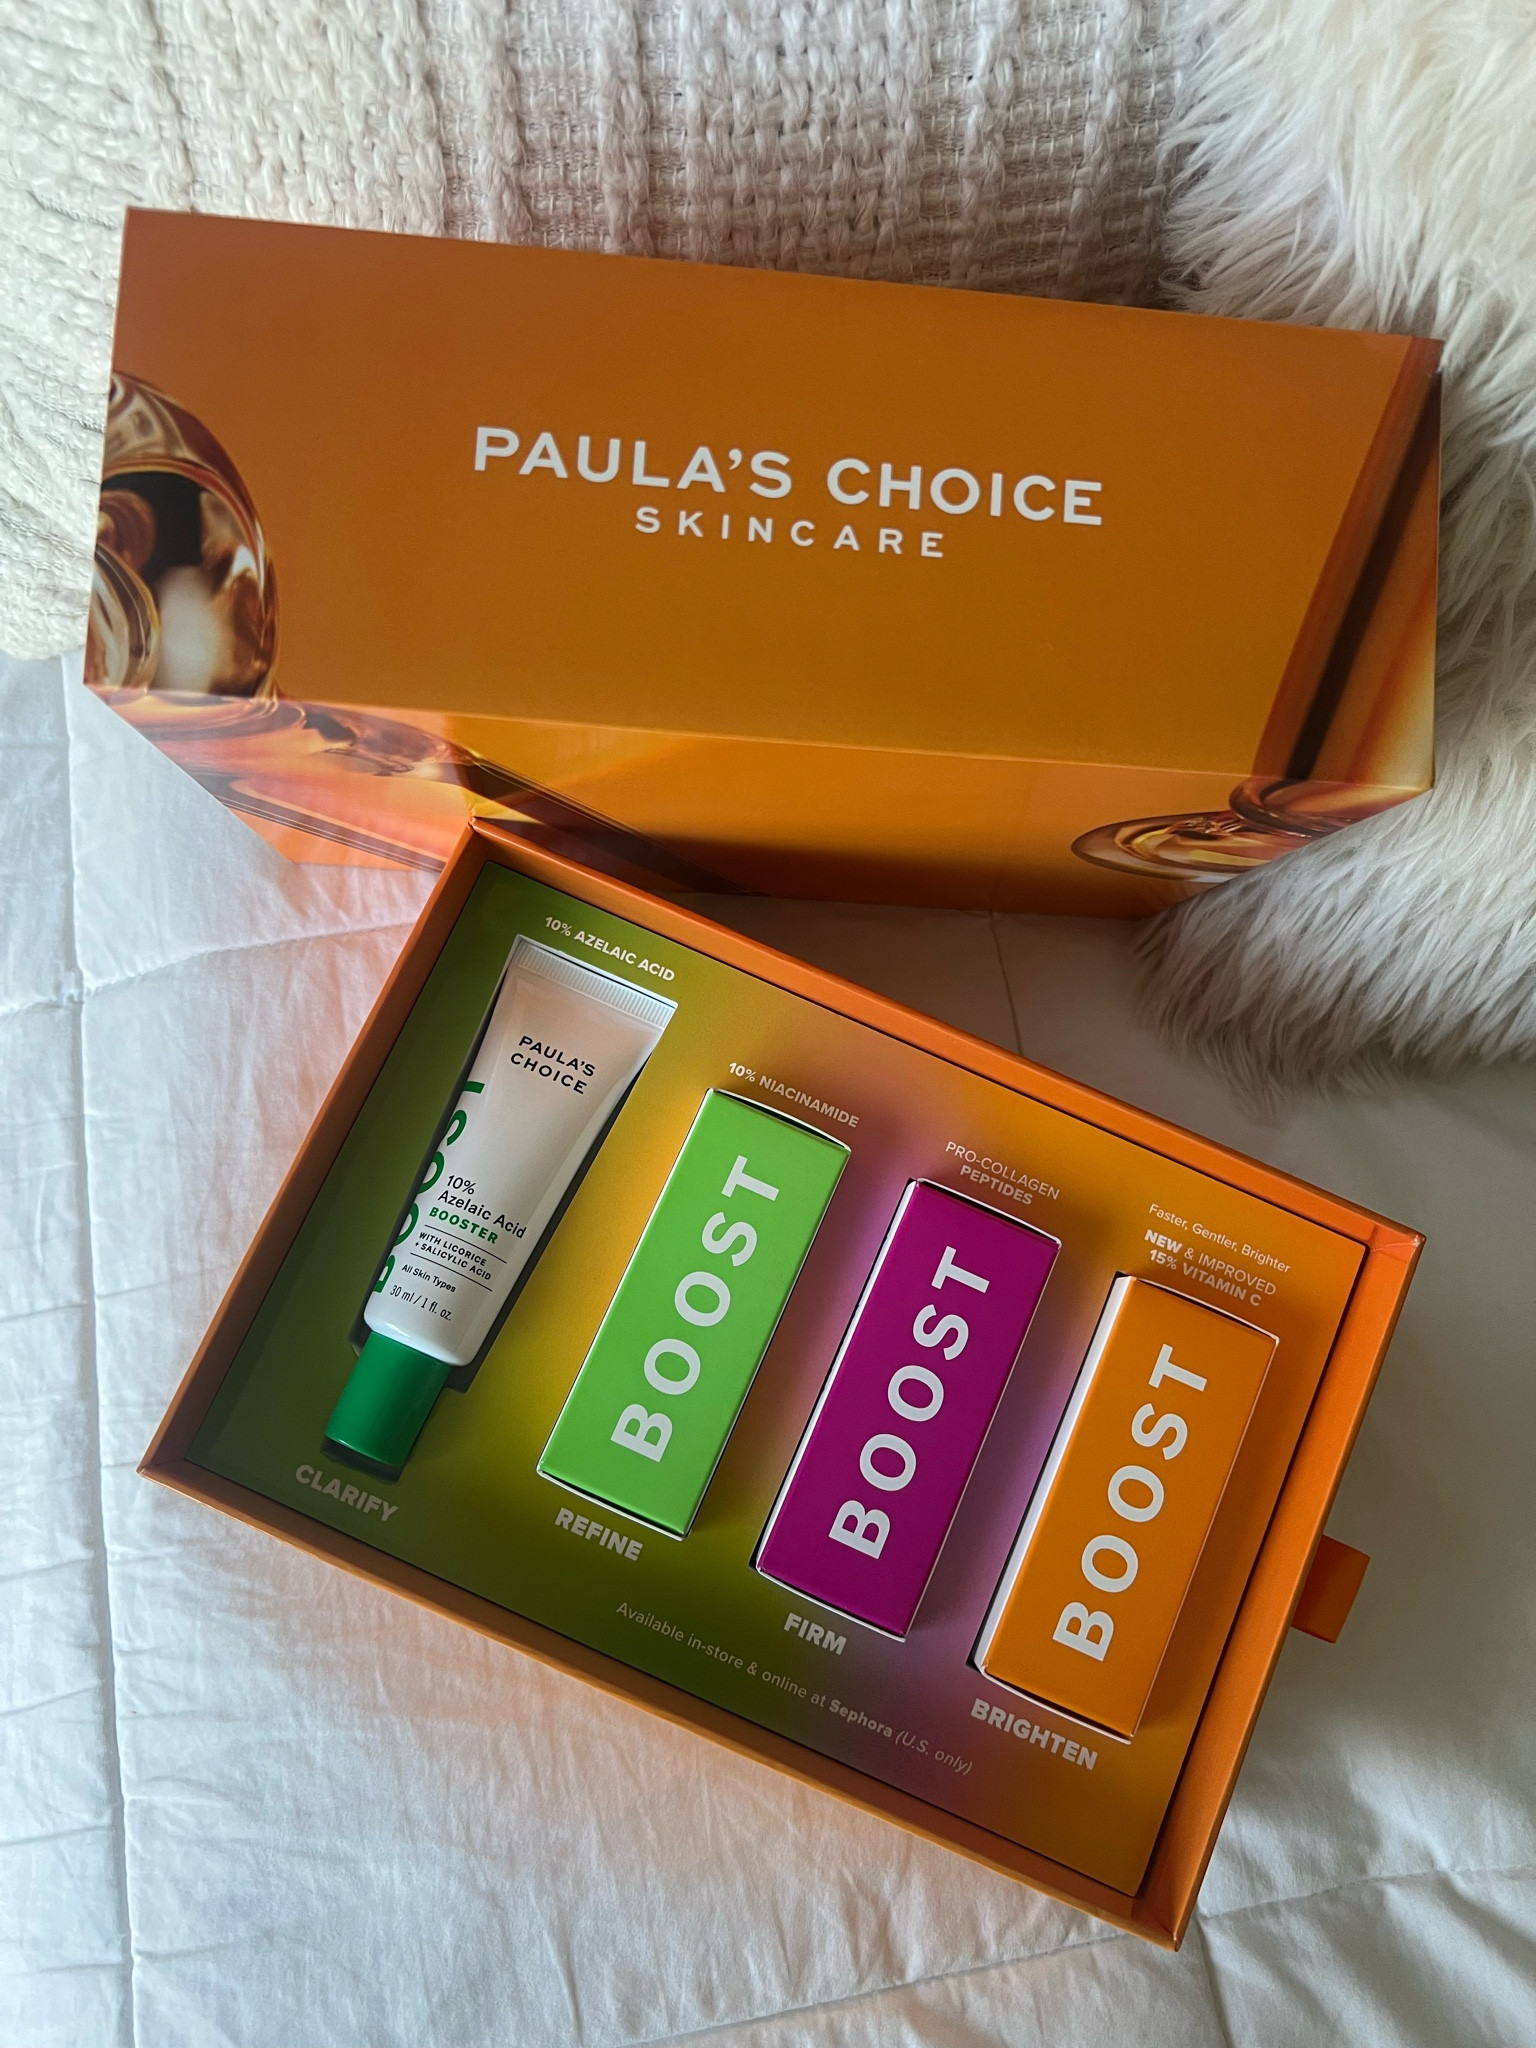 PAULA'S CHOICE
SKINCARE
10% AZELAIC ACID
PAULA'S
CHOICE
BOOST
10%
Azelaic Acid
BOOSTER
WITH LICORICE
+ SALICYLIC ACID
All Skin Types
30 ml / 1 fl. oz.
CLARIFY
10% NIACINAMIDE
BOOST
REFINE
PRO-COLLAGEN
PEPTIDES
BOOST
FIRM
Faster, Gentler, Brighter
NEW & IMPROVED
15% VITAMIN C
BOOST
BRIGHTEN
Available in-store & online at Sephora (U.S. only)